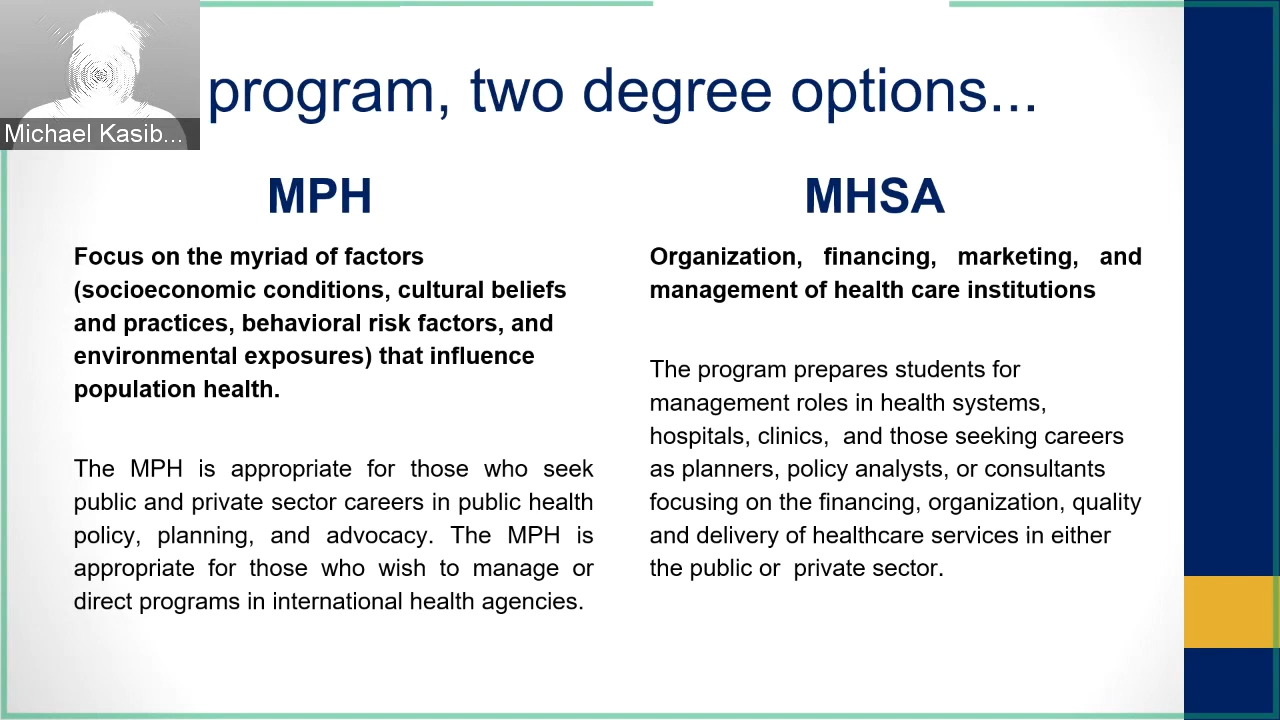 program, two degree options...
Michael Kasib...
MPH
Focus on the myriad of factors
(socioeconomic conditions, cultural beliefs
and practices, behavioral risk factors, and
environmental exposures) that influence
population health.
The MPH is appropriate for those who seek
public and private sector careers in public health
policy, planning, and advocacy. The MPH is
appropriate for those who wish to manage or
direct programs in international health agencies.
MHSA
Organization, financing, marketing, and
management of health care institutions
The program prepares students for
management roles in health systems,
hospitals, clinics, and those seeking careers
as planners, policy analysts, or consultants
focusing on the financing, organization, quality
and delivery of healthcare services in either
the public or private sector.